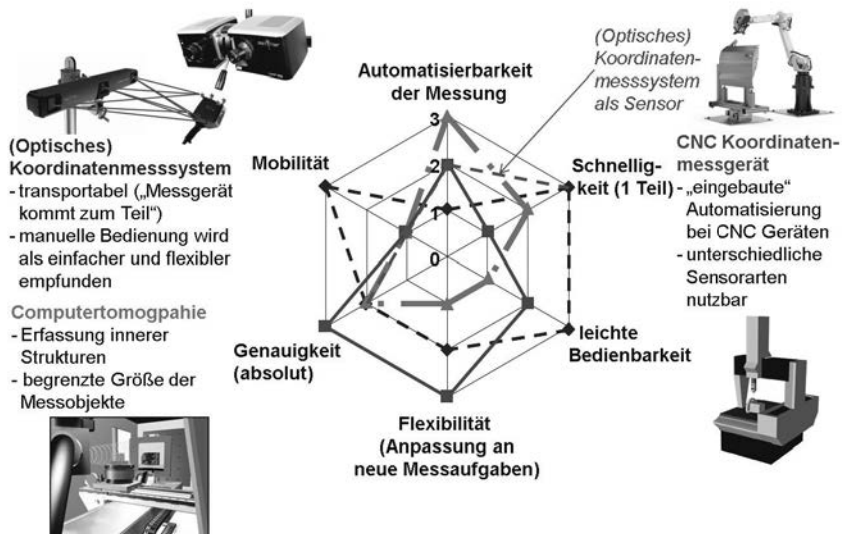 (Optisches)
Koordinatenmesssystem
- transportabel („Messgerät
kommt zum Teil“)
- manuelle Bedienung wird
als einfacher und flexibler
empfunden
Computertomogpahie
- Erfassung innerer
Strukturen
- begrenzte Größe der
Messobjekte
Automatisierbarkeit
der Messung
3
2
1
0
Mobilität
Schnellig-
keit (1 Teil)
Genauigkeit
(absolut)
leichte
Bedienbarkeit
Flexibilität
(Anpassung an
neue Messaufgaben)
(Optisches)
Koordinaten-
messsystem
als Sensor
CNC Koordinaten-
messgerät
- „eingebaute“
Automatisierung
bei CNC Geräten
- unterschiedliche
Sensorarten
nutzbar